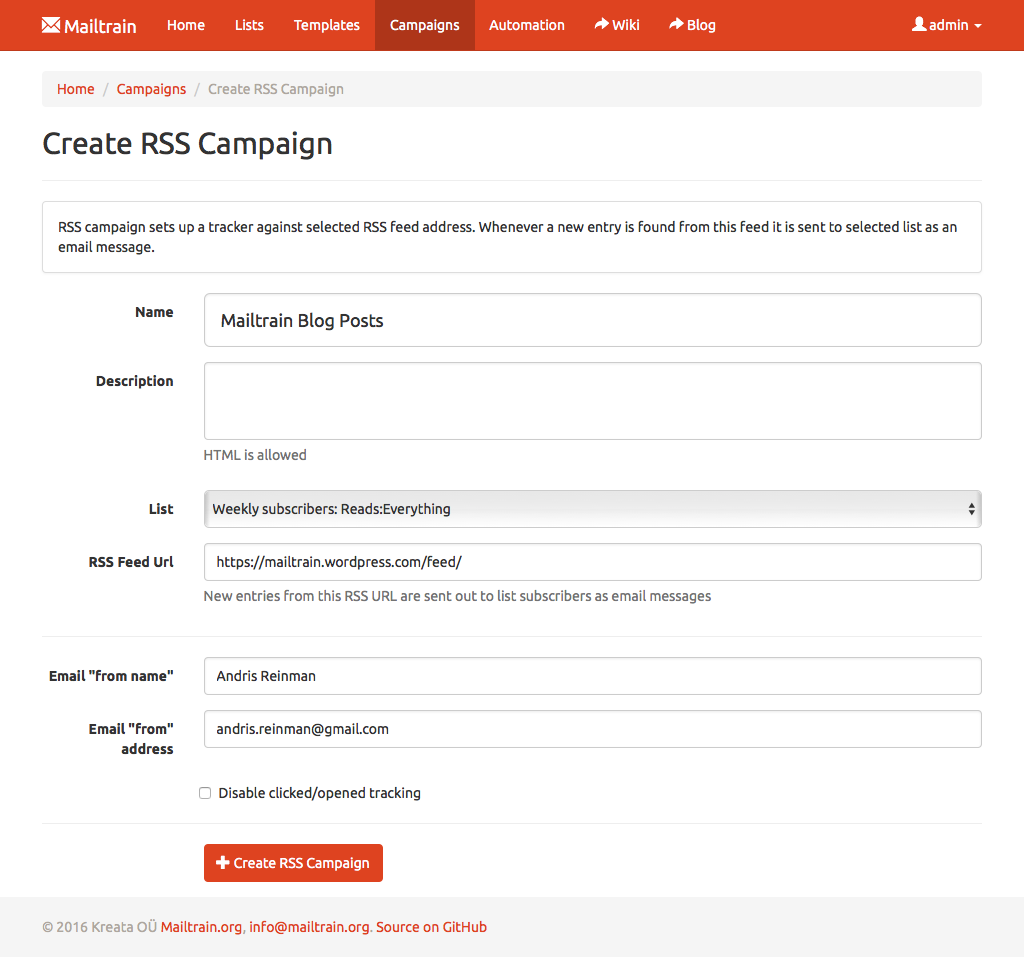 Mailtrain Home Lists Templates Campaigns Automation Wiki Blog admin
Home / Campaigns / Create RSS Campaign
Create RSS Campaign
RSS campaign sets up a tracker against selected RSS feed address. Whenever a new entry is found from this feed it is sent to selected list as an
email message.
Name
Mailtrain Blog Posts
Description
HTML is allowed
List
Weekly subscribers: Reads:Everything
RSS Feed Url
https://mailtrain.wordpress.com/feed/
New entries from this RSS URL are sent out to list subscribers as email messages
Email "from name"
Andris Reinman
Email "from"
address
andris.reinman@gmail.com
Disable clicked/opened tracking
Create RSS Campaign
© 2016 Kreata OÜ Mailtrain.org, info@mailtrain.org. Source on GitHub